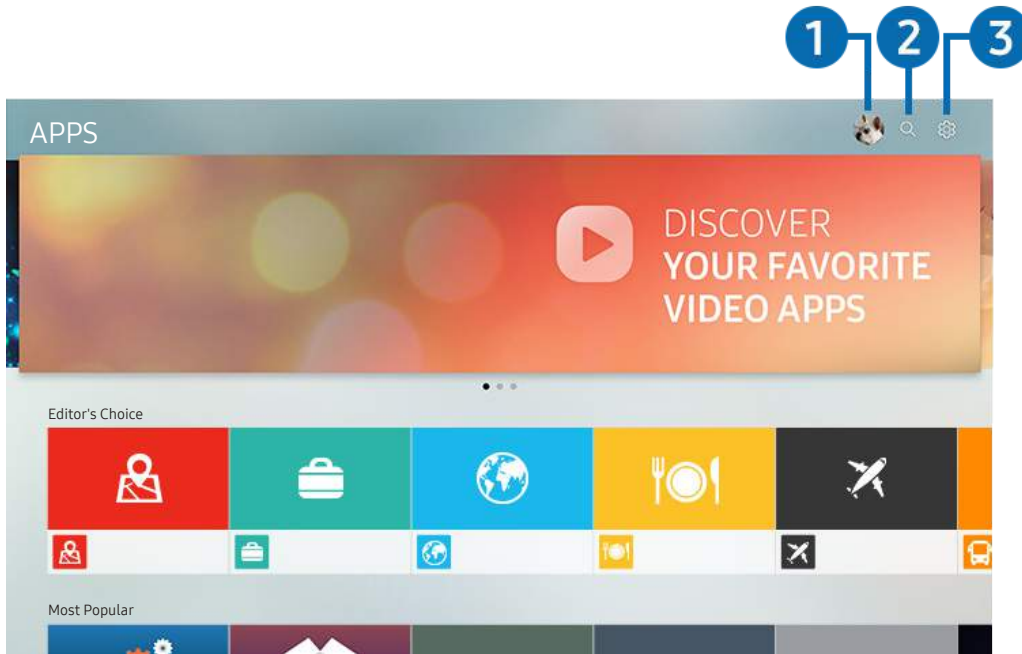 1 2 3
APPS
DISCOVER
YOUR FAVORITE
VIDEO APPS
Editor's Choice
Most Popular